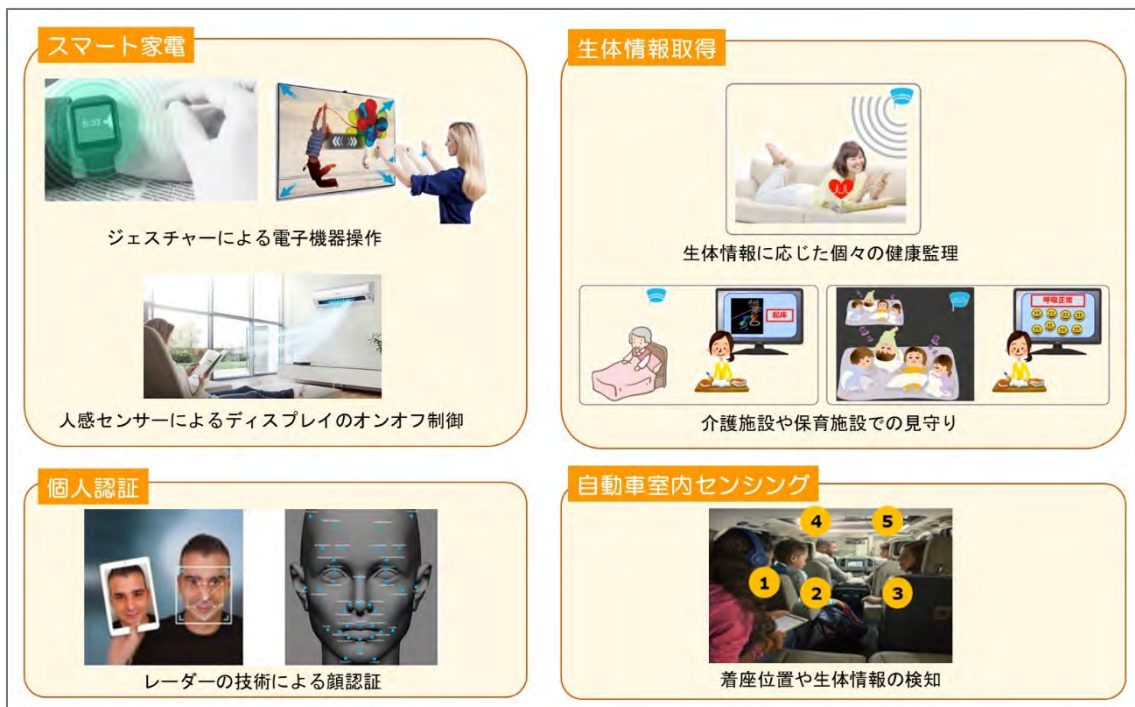 スマート家電
ジェスチャーによる電子機器操作
人感センサーによるディスプレイのオンオフ制御
生体情報取得
生体情報に応じた個々の健康監理
起床
呼吸正常
介護施設や保育施設での見守り
個人認証
レーダーの技術による顔認証
自動車室内センシング
4
5
1
2
3
着座位置や生体情報の検知